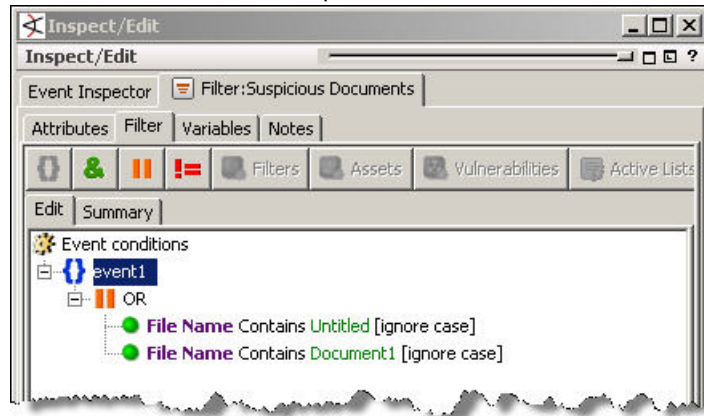 Inspect/Edit
Inspect/Edit ?
Event Inspector Filter:Suspicious Documents
Attributes Filter Variables Notes
{} & != Filters Assets Vulnerabilities Active Lists
Edit Summary
Event conditions
{} event1
OR
File Name Contains Untitled [ignore case]
File Name Contains Document1 [ignore case]